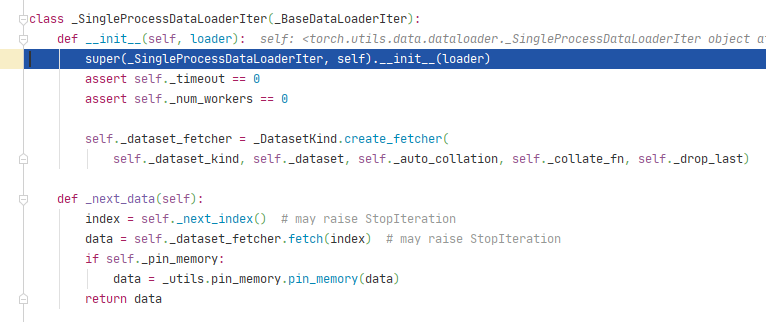 class _SingleProcessDataLoaderIter(_BaseDataLoaderIter):
    def __init__(self, loader):  self: <torch.utils.data.dataloader._SingleProcessDataLoaderIter object at
        super(_SingleProcessDataLoaderIter, self).__init__(loader)
        assert self._timeout == 0
        assert self._num_workers == 0

        self._dataset_fetcher = _DatasetKind.create_fetcher(
            self._dataset_kind, self._dataset, self._auto_collation, self._collate_fn, self._drop_last)

    def _next_data(self):
        index = self._next_index()  # may raise StopIteration
        data = self._dataset_fetcher.fetch(index)  # may raise StopIteration
        if self._pin_memory:
            data = _utils.pin_memory.pin_memory(data)
        return data